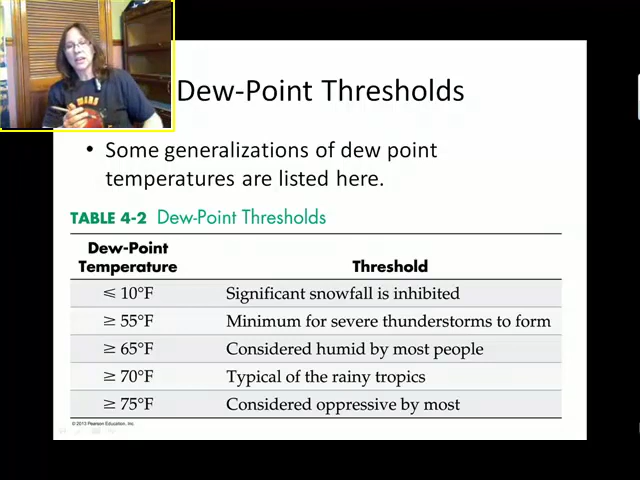 Dew-Point Thresholds
• Some generalizations of dew point
temperatures are listed here.
TABLE 4-2 Dew-Point Thresholds
Dew-Point
Temperature Threshold
≤ 10°F Significant snowfall is inhibited
≥ 55°F Minimum for severe thunderstorms to form
≥ 65°F Considered humid by most people
≥ 70°F Typical of the rainy tropics
≥ 75°F Considered oppressive by most
© 2013 Pearson Education, Inc.